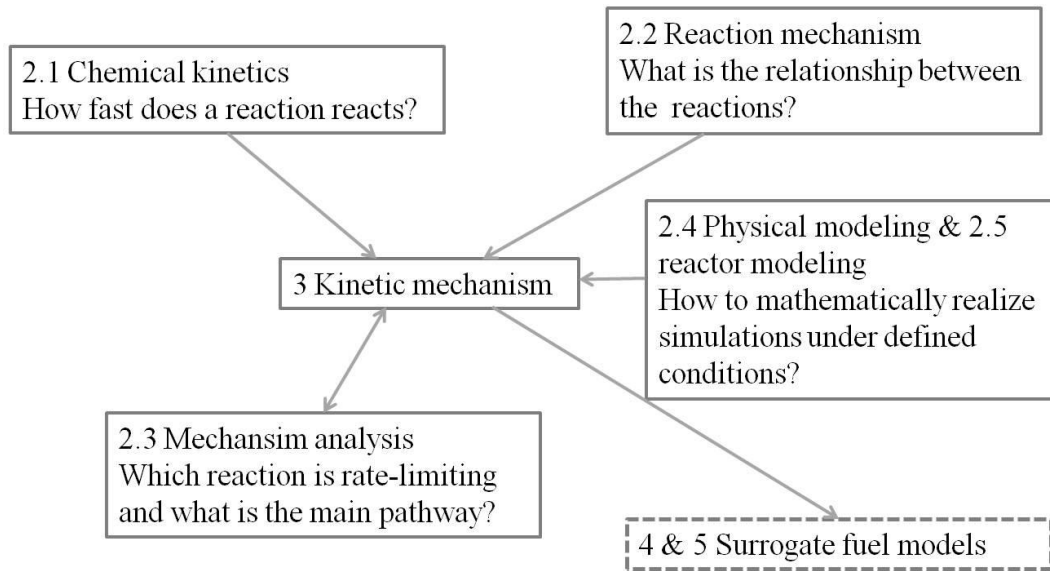 2.1 Chemical kinetics
How fast does a reaction reacts?
2.2 Reaction mechanism
What is the relationship between
the reactions?
3 Kinetic mechanism
2.4 Physical modeling & 2.5
reactor modeling
How to mathematically realize
simulations under defined
conditions?
2.3 Mechansim analysis
Which reaction is rate-limiting
and what is the main pathway?
4 & 5 Surrogate fuel models